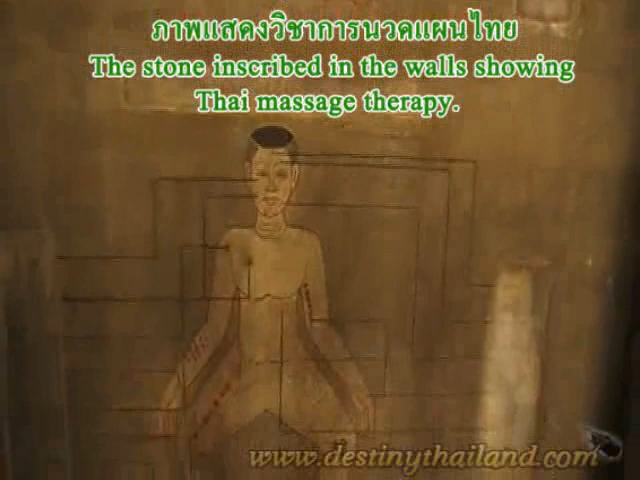 ภาพแสดงวิชาการนวดแผนไทย
The stone inscribed in the walls showing
Thai massage therapy.
www.destinythailand.com